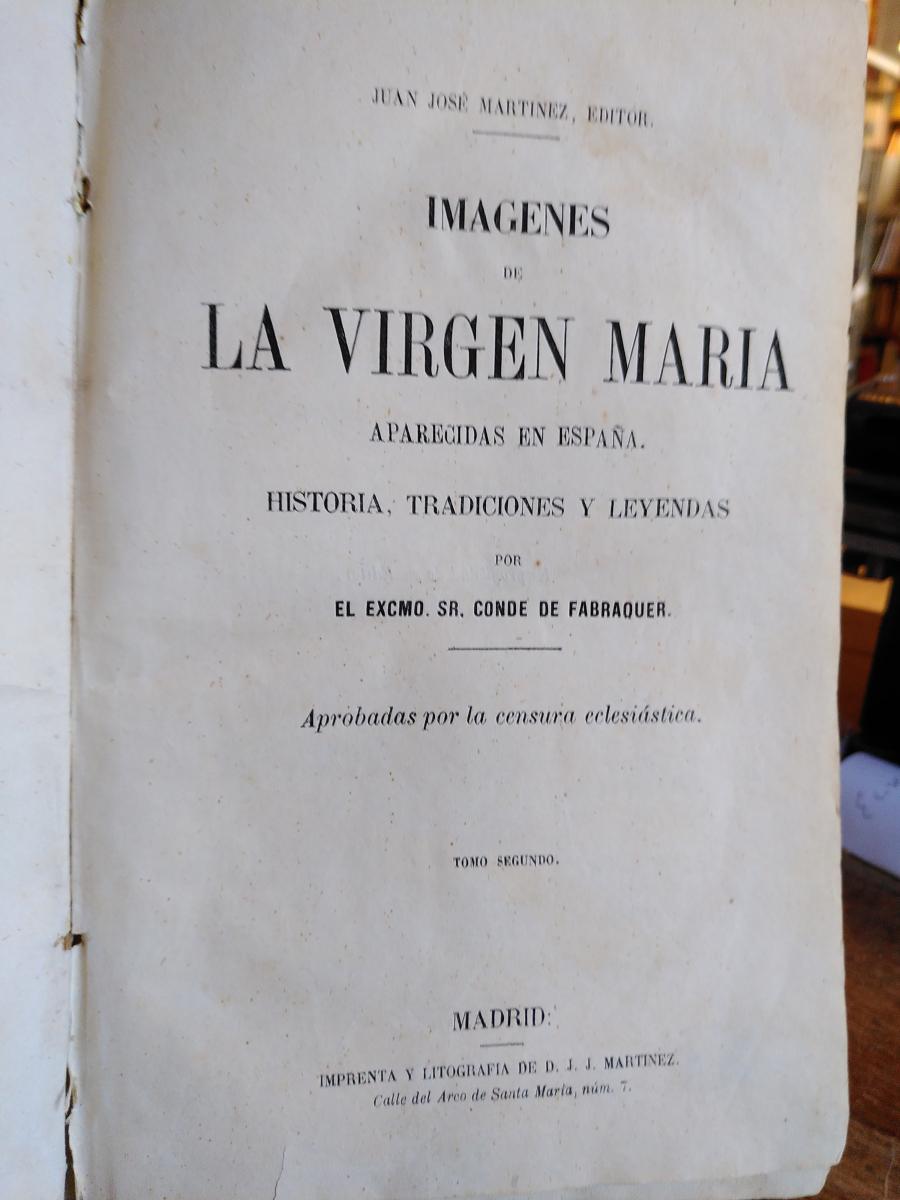 JUAN JOSÉ MARTINEZ, EDITOR.
IMAGENES
DE
LA VIRGEN MARIA
APARECIDAS EN ESPAÑA.
HISTORIA, TRADICIONES Y LEYENDAS
POR
EL EXCMO. SR. CONDE DE FABRAQUER.
Aprobadas por la censura eclesiástica.
TOMO SEGUNDO.
MADRID:
IMPRENTA Y LITOGRAFIA DE D. J. J. MARTINEZ.
Calle del Arco de Santa María, núm. 7.